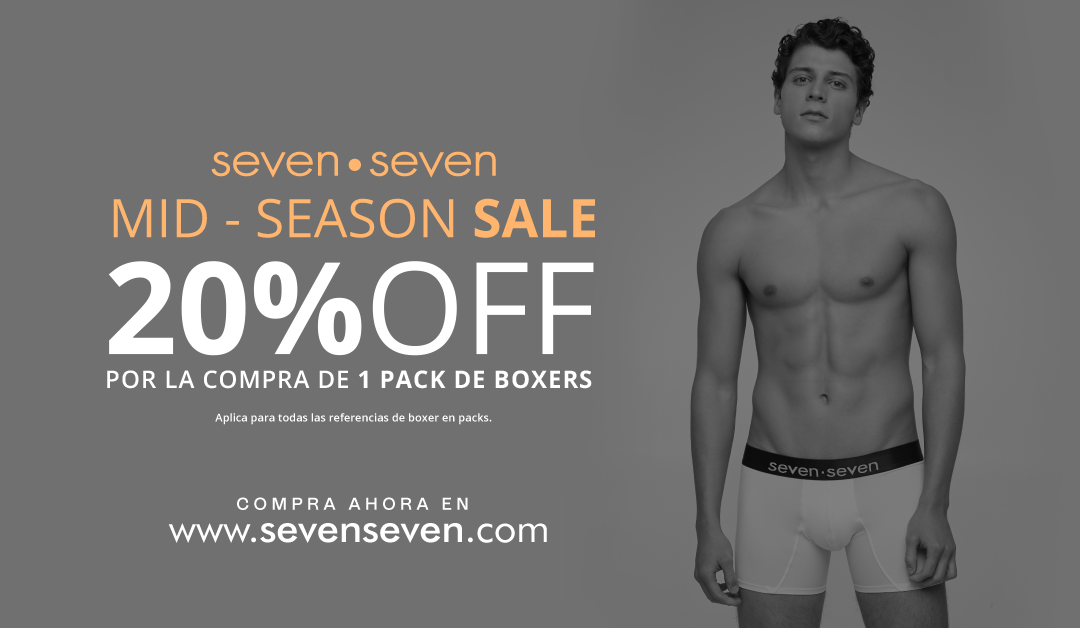 seven•seven
MID - SEASON SALE
20%OFF
POR LA COMPRA DE 1 PACK DE BOXERS
Aplica para todas las referencias de boxer en packs.
COMPRA AHORA EN
www.sevenseven.com
seven·seven